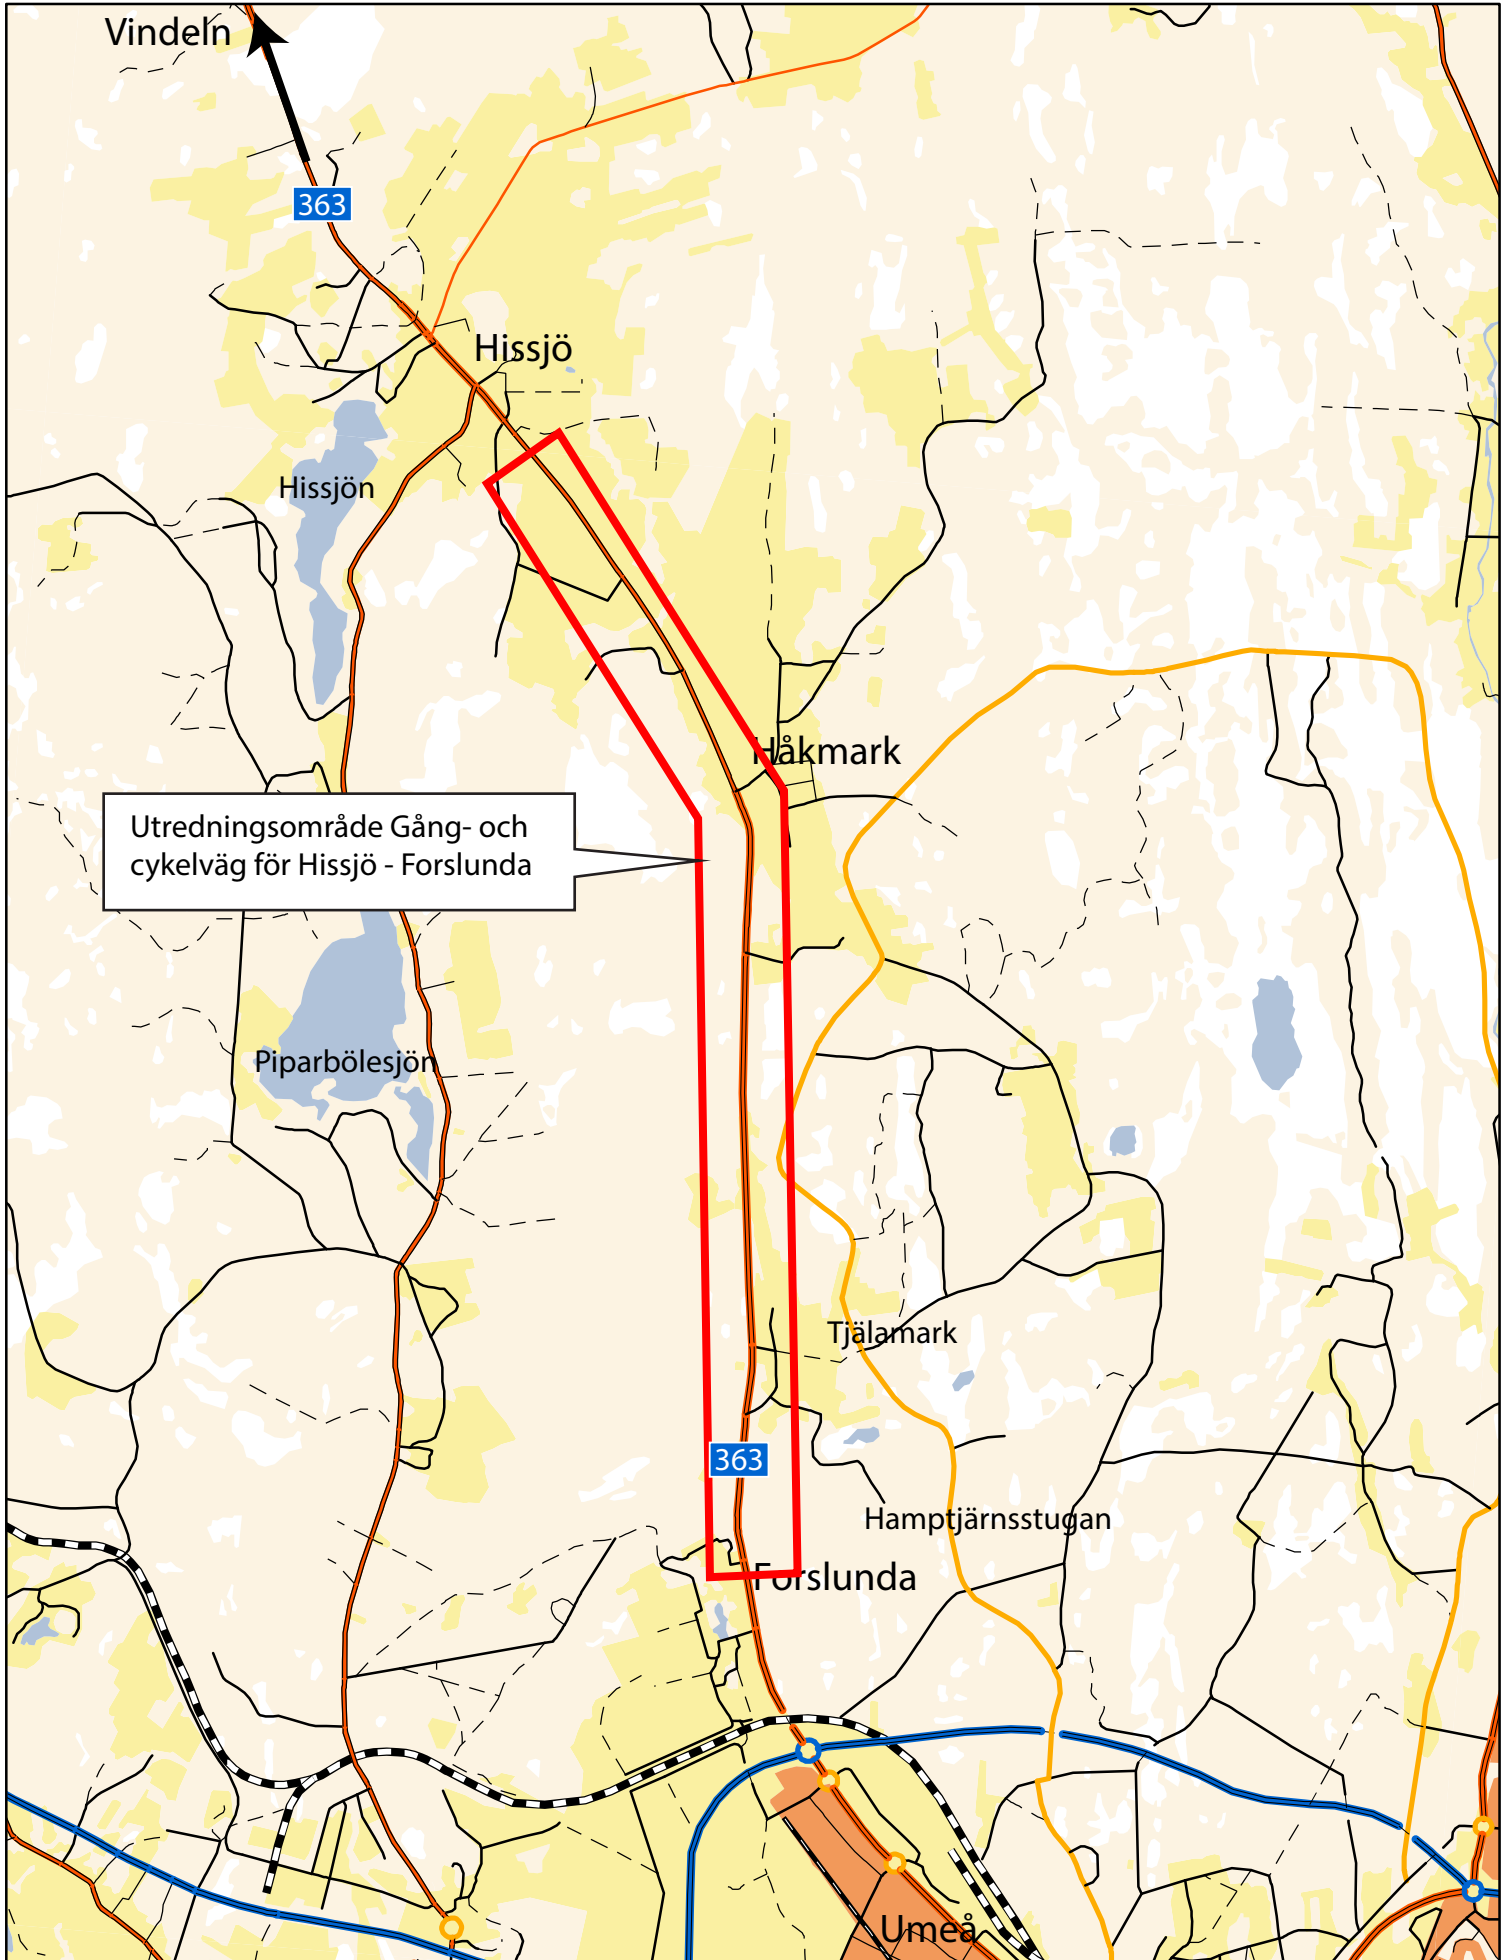 Vindeln
363
Hissjö
Hissjön
Håkmark
Utredningsområde Gång- och
cykelväg för Hissjö - Forslunda
Piparbölesjön
Tjälamark
363
Hamptjärnsstugan
Forslunda
Umeå